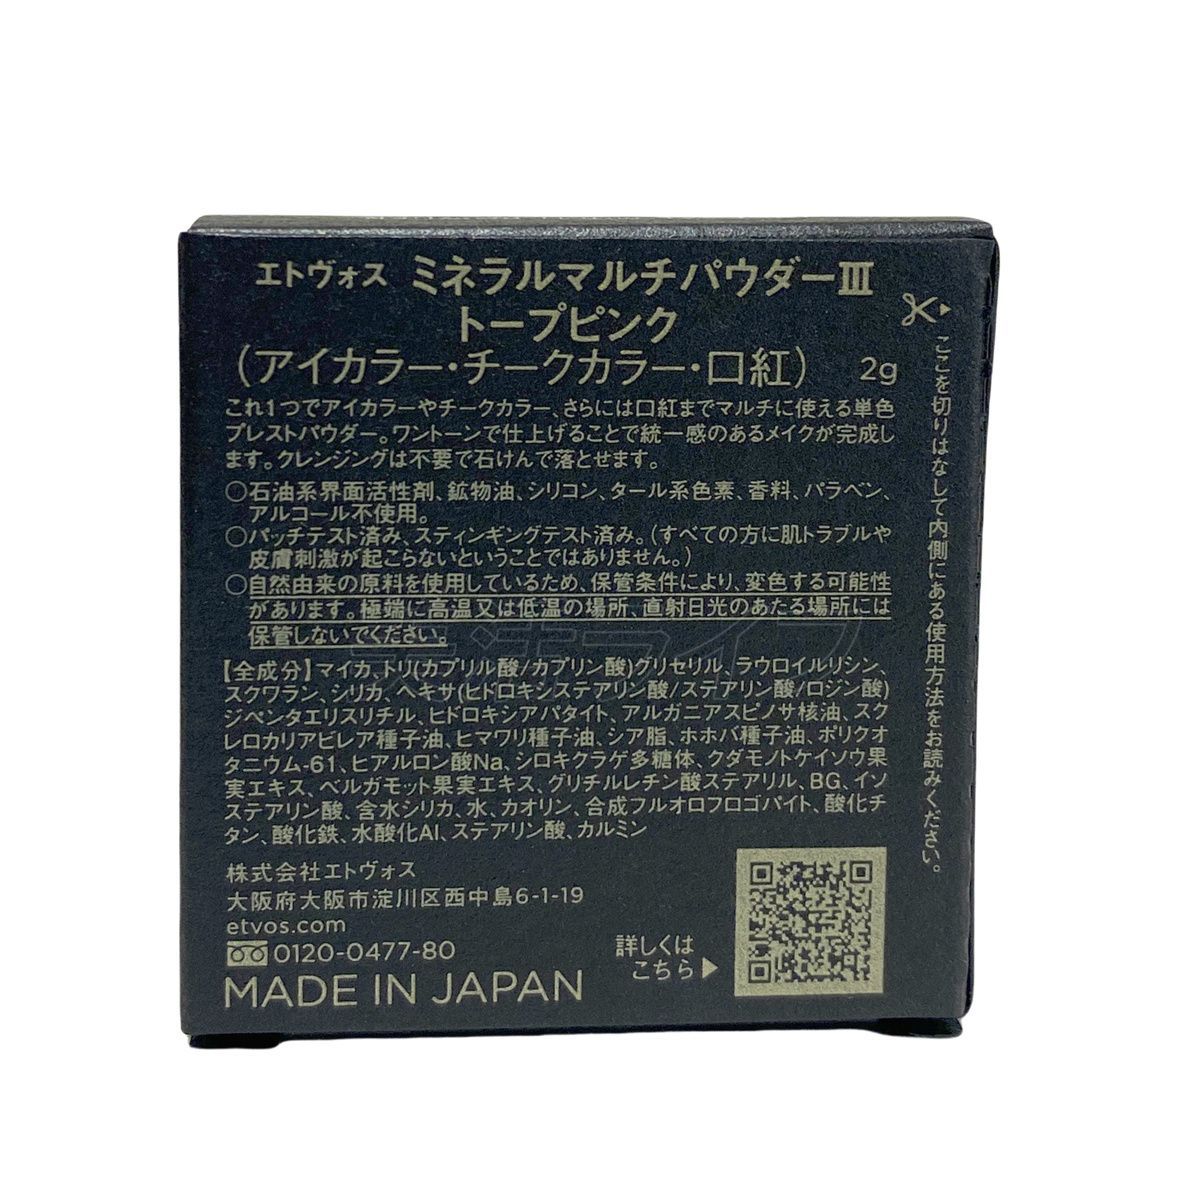 エトヴォス ミネラルマルチパウダーⅢ
トープピンク
(アイカラー・チークカラー・口紅) 2g
これ1つでアイカラーやチークカラー、さらには口紅までマルチに使える単色
プレストパウダー。ワントーンで仕上げることで統一感のあるメイクが完成し
ます。クレンジングは不要で石けんで落とせます。
○石油系界面活性剤、鉱物油、シリコン、タール系色素、香料、パラベン、
アルコール不使用。
○パッチテスト済み、スティンギングテスト済み。(すべての方に肌トラブルや
皮膚刺激が起こらないということではありません。)
○自然由来の原料を使用しているため、保管条件により、変色する可能性
があります。極端に高温又は低温の場所、直射日光のあたる場所には
保管しないでください。
【全成分】マイカ、トリ(カプリル酸/カプリン酸)グリセリル、ラウロイルリシン、
スクワラン、シリカ、ヘキサ(ヒドロキシステアリン酸/ステアリン酸/ロジン酸)
ジペンタエリスリチル、ヒドロキシアパタイト、アルガニアスピノサ核油、スク
レロカリアビレア種子油、ヒマワリ種子油、シア脂、ホホバ種子油、ポリクオ
タニウム-61、ヒアルロン酸Na、シロキクラゲ多糖体、クダモノトケイソウ果
実エキス、ベルガモット果実エキス、グリチルレチン酸ステアリル、BG、イソ
ステアリン酸、含水シリカ、水、カオリン、合成フルオロフロゴパイト、酸化チ
タン、酸化鉄、水酸化Al、ステアリン酸、カルミン
株式会社エトヴォス
大阪府大阪市淀川区西中島6-1-19
etvos.com
0120-0477-80
MADE IN JAPAN
詳しくは
こちら▶
ここを切りはなして内側にある使用方法をお読みください。